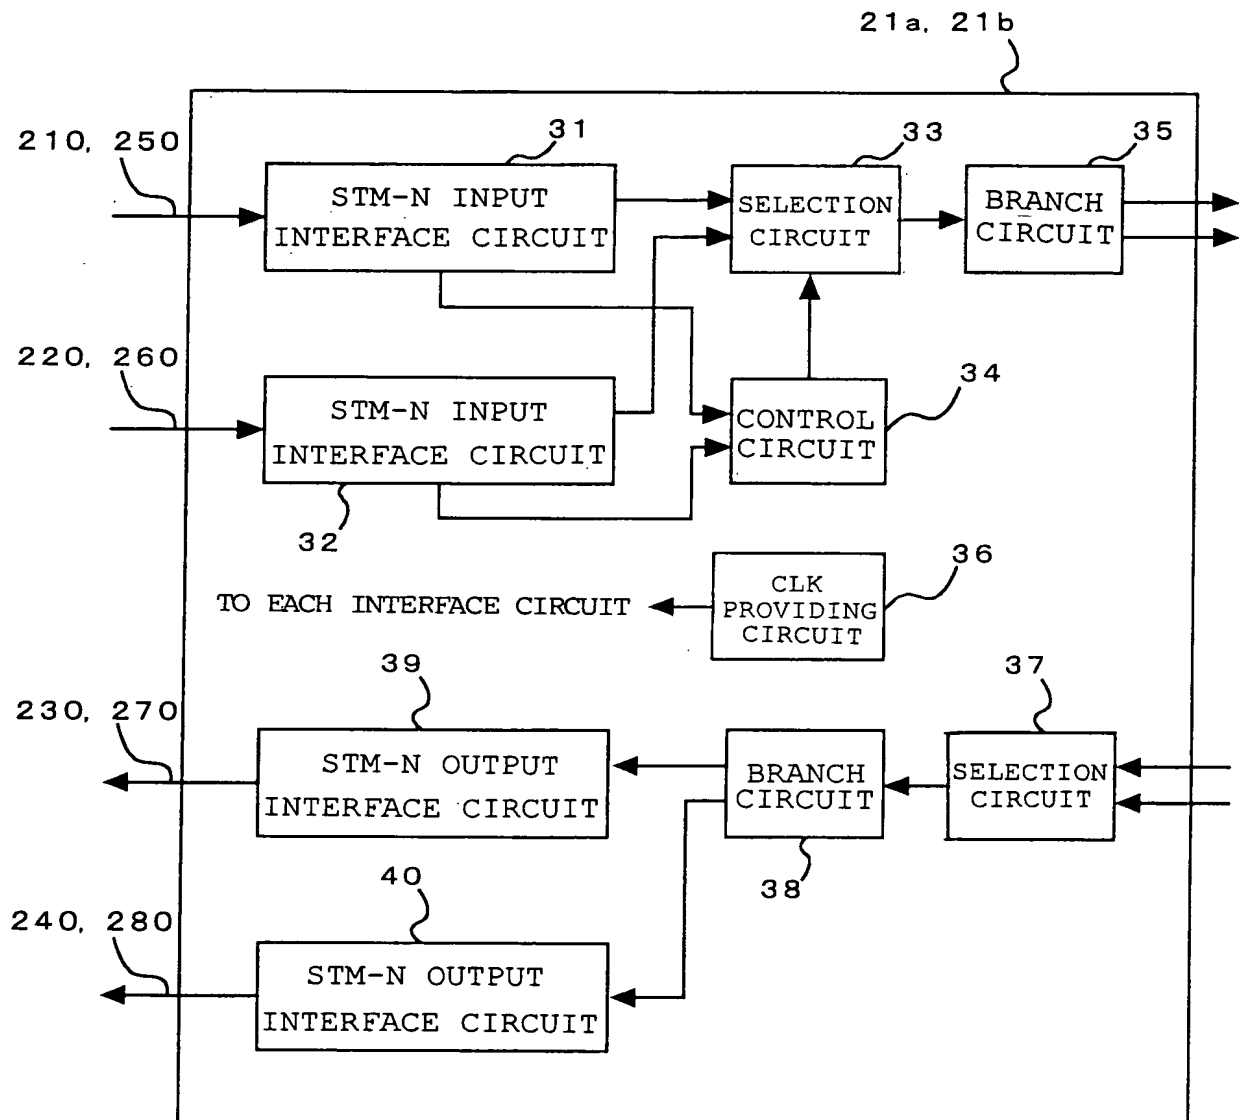 21a, 21b
210, 250
31
33
35
STM-N INPUT
INTERFACE CIRCUIT
SELECTION
CIRCUIT
BRANCH
CIRCUIT
220, 260
34
STM-N INPUT
INTERFACE CIRCUIT
CONTROL
CIRCUIT
32
36
TO EACH INTERFACE CIRCUIT
CLK
PROVIDING
CIRCUIT
39
37
230, 270
STM-N OUTPUT
INTERFACE CIRCUIT
BRANCH
CIRCUIT
SELECTION
CIRCUIT
38
40
240, 280
STM-N OUTPUT
INTERFACE CIRCUIT